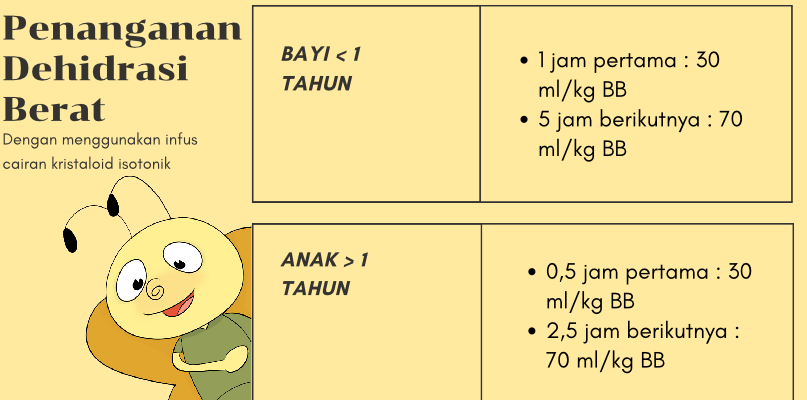 Penanganan
Dehidrasi
Berat
Dengan menggunakan infus
cairan kristaloid isotonik
BAYI < 1
TAHUN
• 1 jam pertama : 30
ml/kg BB
• 5 jam berikutnya : 70
ml/kg BB
ANAK > 1
TAHUN
• 0,5 jam pertama : 30
ml/kg BB
• 2,5 jam berikutnya :
70 ml/kg BB